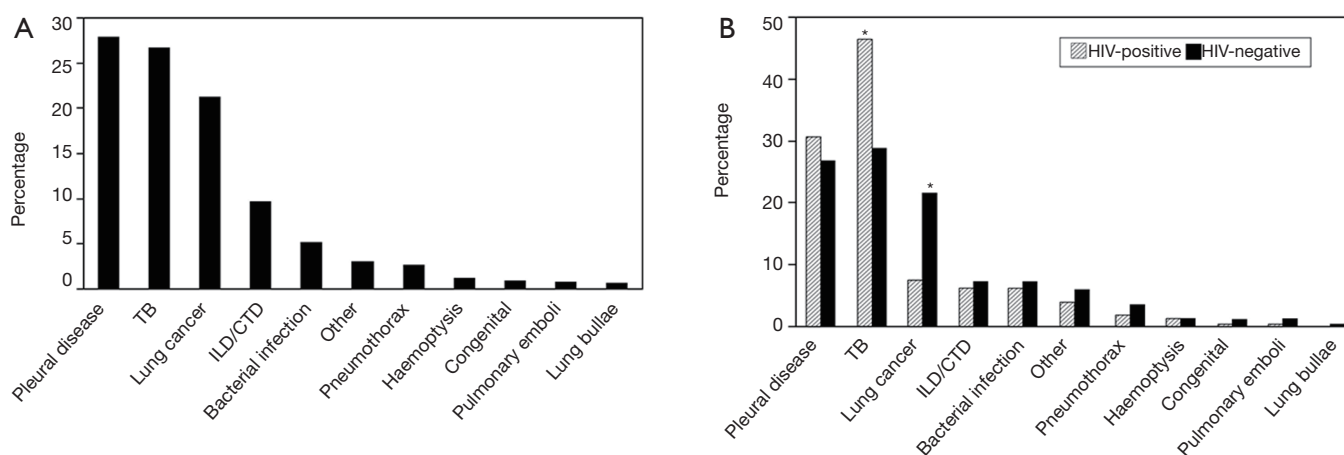 A
Percentage
30
25
20
15
10
5
0
Pleural disease
TB
Lung cancer
ILD/CTD
Bacterial infection
Other
Pneumothorax
Haemoptysis
Congenital
Pulmonary emboli
Lung bullae
B
Percentage
50
40
30
20
10
0
* 
*
HIV-positive HIV-negative
Pleural disease
TB
Lung cancer
ILD/CTD
Bacterial infection
Other
Pneumothorax
Haemoptysis
Congenital
Pulmonary emboli
Lung bullae